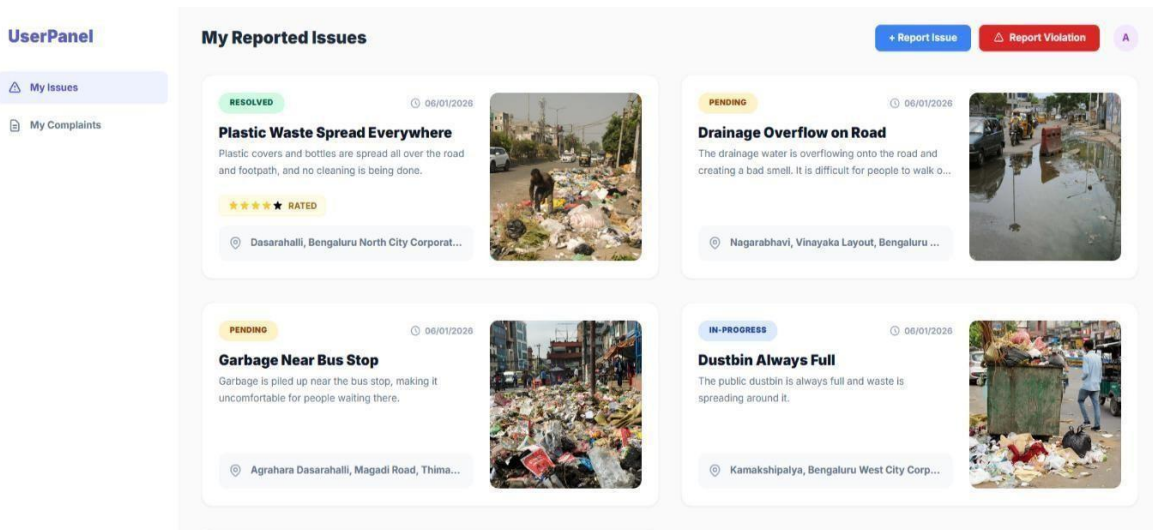 UserPanel
My Issues
My Complaints
My Reported Issues
+ Report Issue
Report Violation
A
RESOLVED
06/01/2026
Plastic Waste Spread Everywhere
Plastic covers and bottles are spread all over the road
and footpath, and no cleaning is being done.
★★★★★ RATED
Dasarahalli, Bengaluru North City Corporat...
PENDING
06/01/2026
Drainage Overflow on Road
The drainage water is overflowing onto the road and
creating a bad smell. It is difficult for people to walk o...
Nagarabhavi, Vinayaka Layout, Bengaluru ...
PENDING
06/01/2026
Garbage Near Bus Stop
Garbage is piled up near the bus stop, making it
uncomfortable for people waiting there.
Agrahara Dasarahalli, Magadi Road, Thima...
IN-PROGRESS
06/01/2026
Dustbin Always Full
The public dustbin is always full and waste is
spreading around it.
Kamakshipalya, Bengaluru West City Corp...